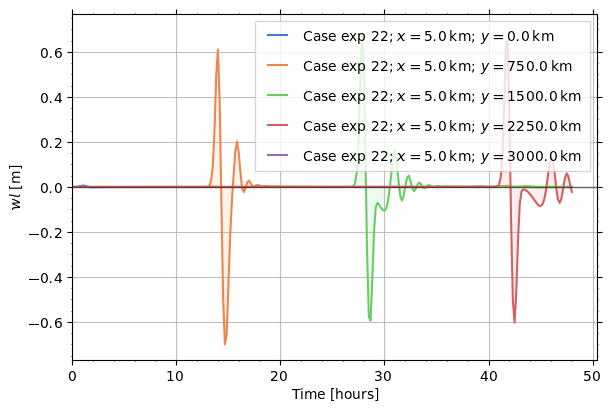 Case exp 22; x = 5.0 km; y = 0.0 km
Case exp 22; x = 5.0 km; y = 750.0 km
Case exp 22; x = 5.0 km; y = 1500.0 km
Case exp 22; x = 5.0 km; y = 2250.0 km
Case exp 22; x = 5.0 km; y = 3000.0 km
0.6
0.4
0.2
0.0
−0.2
−0.4
−0.6
wl [m]
0 10 20 30 40 50
Time [hours]